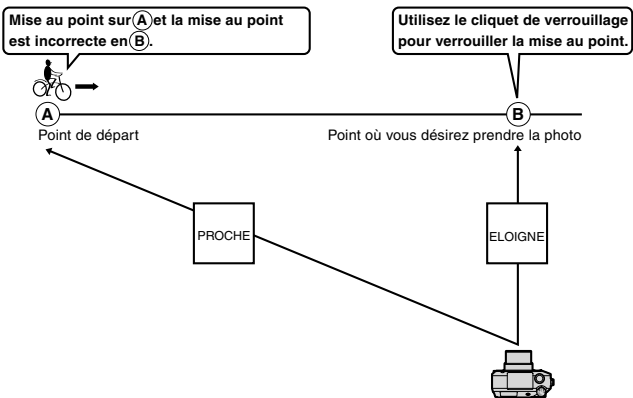 Mise au point sur Ⓐ et la mise au point
est incorrecte en Ⓑ.
Utilisez le cliquet de verrouillage
pour verrouiller la mise au point.
A
B
Point de départ
Point où vous désirez prendre la photo
PROCHE
ELOIGNE